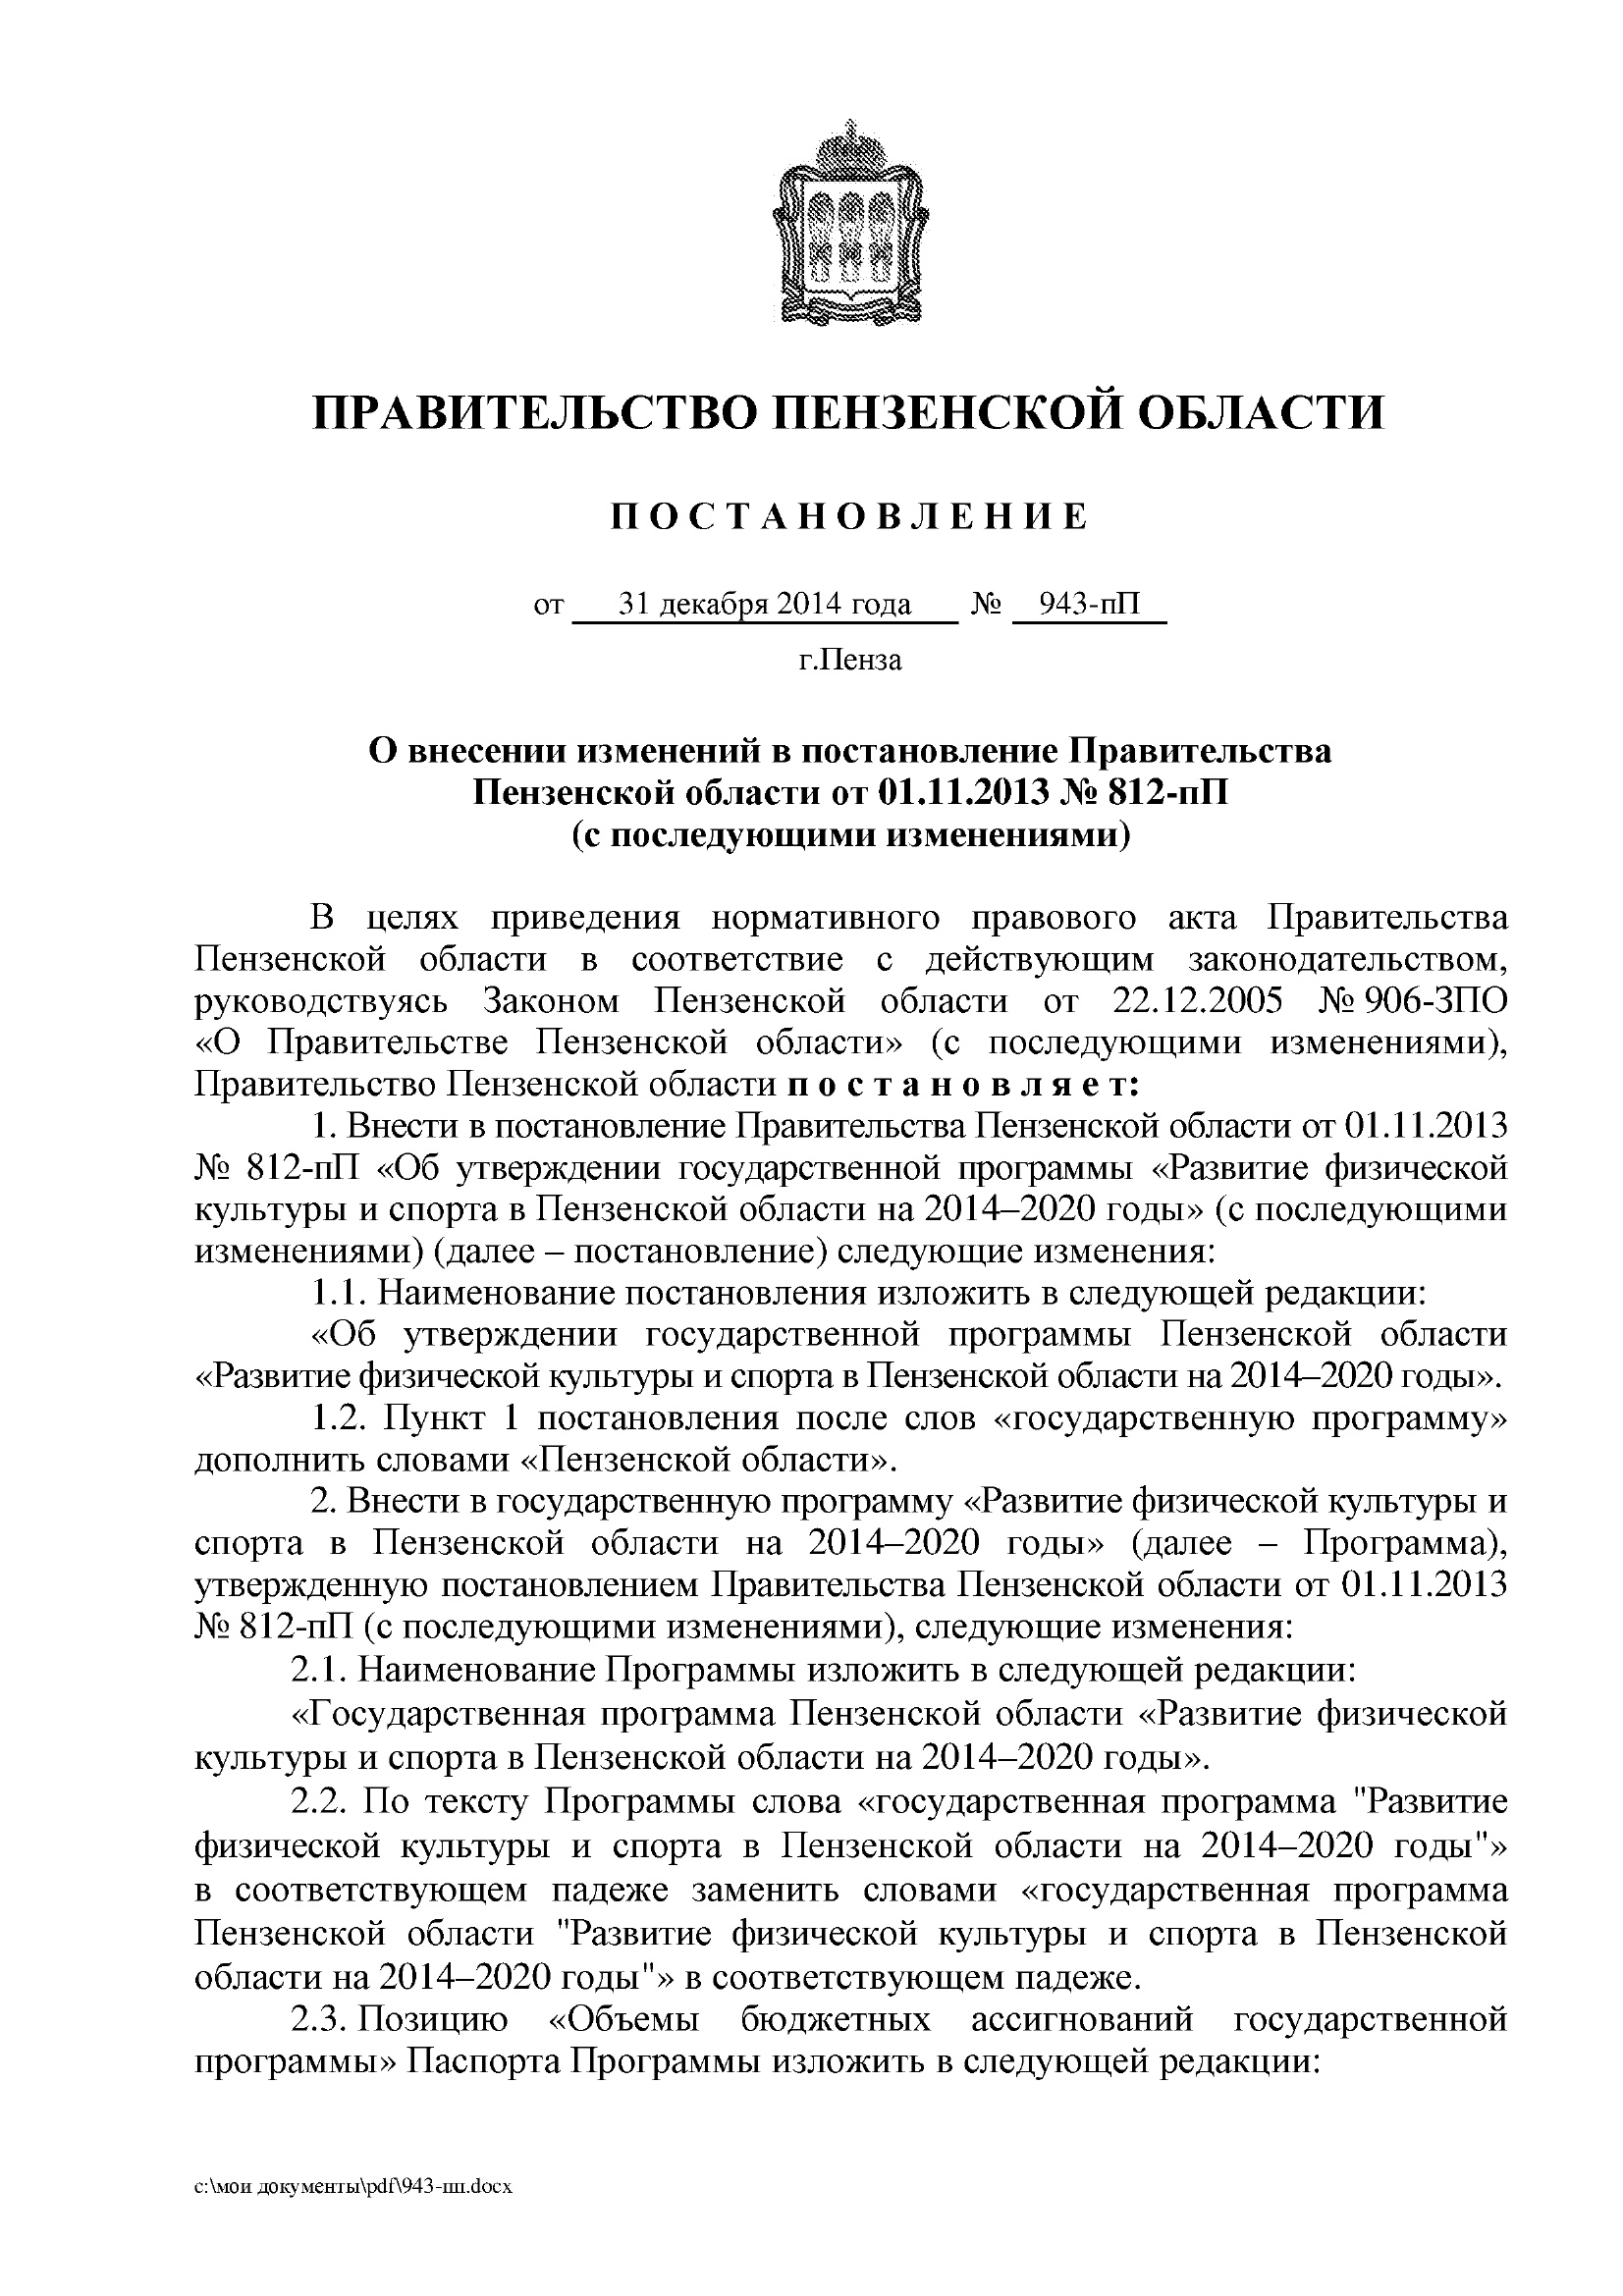 ПРАВИТЕЛЬСТВО ПЕНЗЕНСКОЙ ОБЛАСТИ
П О С Т А Н О В Л Е Н И Е
от 31 декабря 2014 года № 943-пП
г.Пенза
О внесении изменений в постановление Правительства
Пензенской области от 01.11.2013 № 812-пП
(с последующими изменениями)
В целях приведения нормативного правового акта Правительства
Пензенской области в соответствие с действующим законодательством,
руководствуясь Законом Пензенской области от 22.12.2005 № 906-ЗПО
«О Правительстве Пензенской области» (с последующими изменениями),
Правительство Пензенской области п о с т а н о в л я е т:
1. Внести в постановление Правительства Пензенской области от 01.11.2013
№ 812-пП «Об утверждении государственной программы «Развитие физической
культуры и спорта в Пензенской области на 2014–2020 годы» (с последующими
изменениями) (далее – постановление) следующие изменения:
1.1. Наименование постановления изложить в следующей редакции:
«Об утверждении государственной программы Пензенской области
«Развитие физической культуры и спорта в Пензенской области на 2014–2020 годы».
1.2. Пункт 1 постановления после слов «государственную программу»
дополнить словами «Пензенской области».
2. Внести в государственную программу «Развитие физической культуры и
спорта в Пензенской области на 2014–2020 годы» (далее – Программа),
утвержденную постановлением Правительства Пензенской области от 01.11.2013
№ 812-пП (с последующими изменениями), следующие изменения:
2.1. Наименование Программы изложить в следующей редакции:
«Государственная программа Пензенской области «Развитие физической
культуры и спорта в Пензенской области на 2014–2020 годы».
2.2. По тексту Программы слова «государственная программа "Развитие
физической культуры и спорта в Пензенской области на 2014–2020 годы"»
в соответствующем падеже заменить словами «государственная программа
Пензенской области "Развитие физической культуры и спорта в Пензенской
области на 2014–2020 годы"» в соответствующем падеже.
2.3. Позицию «Объемы бюджетных ассигнований государственной
программы» Паспорта Программы изложить в следующей редакции:
c:\мои документы\pdf\943-пп.docx